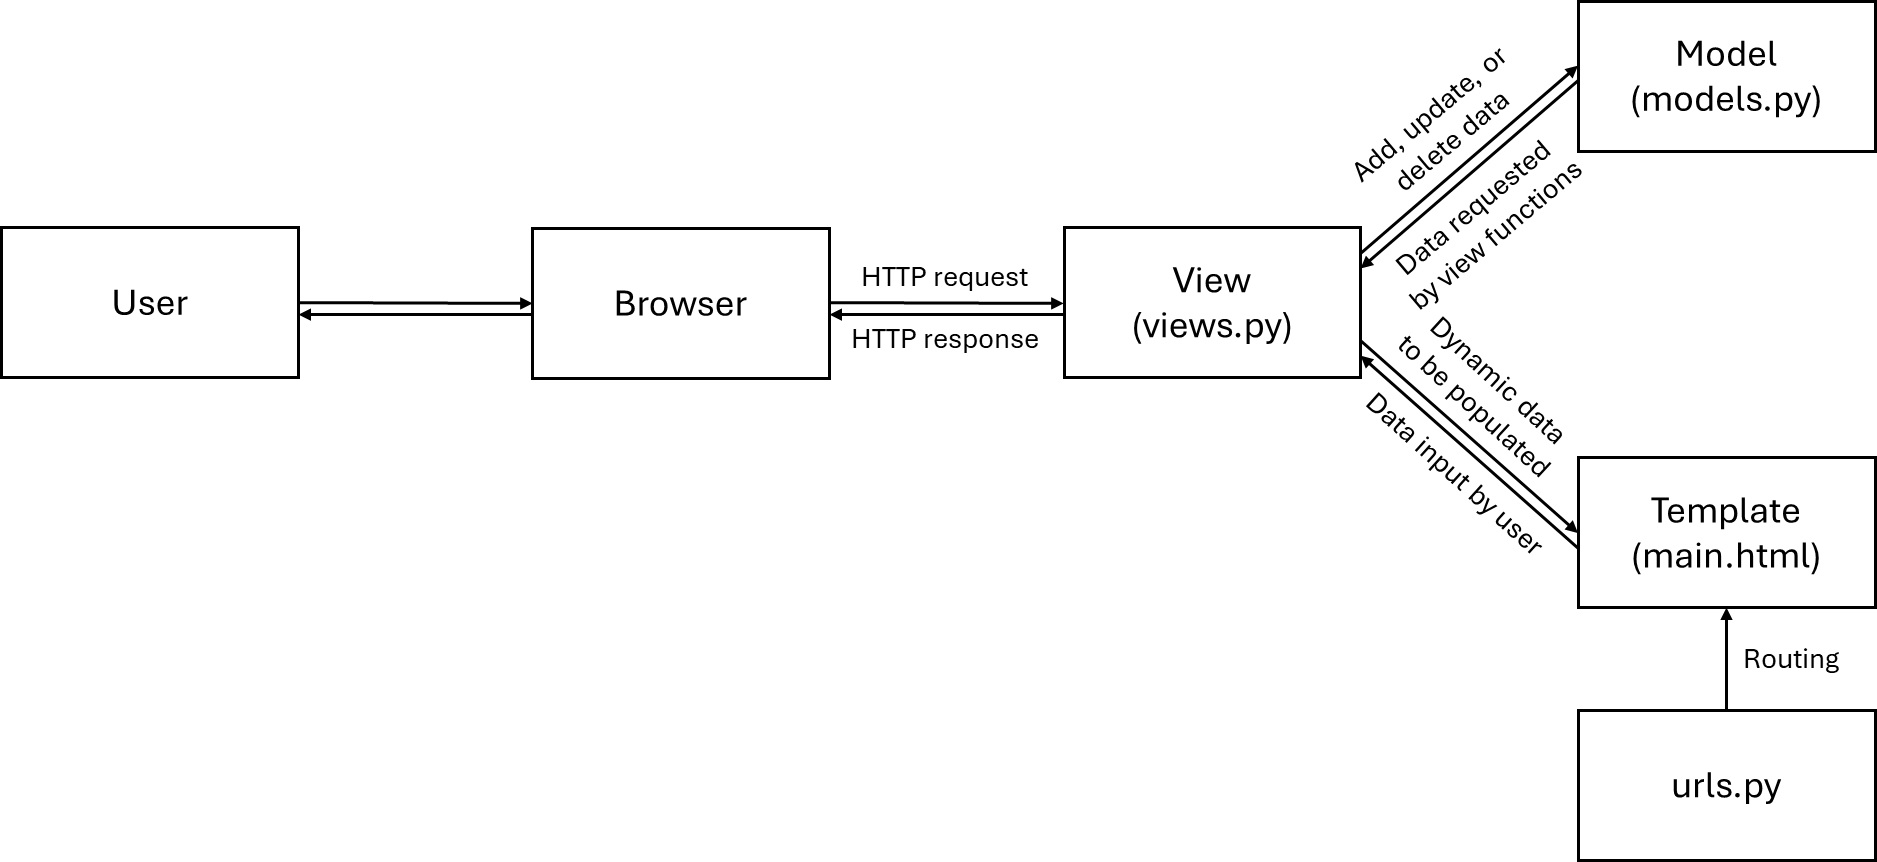 User
Browser
HTTP request
HTTP response
View
(views.py)
Add, update, or
delete data
Data requested
by view functions
Model
(models.py)
Dynamic data
to be populated
Data input by user
Template
(main.html)
Routing
urls.py